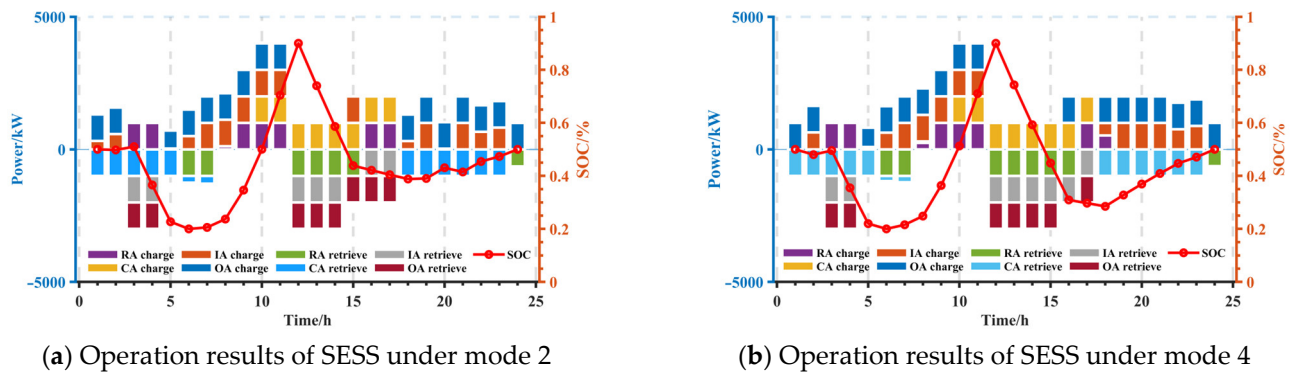 5000
0
−5000
Power/kW
1
0.8
0.6
0.4
0.2
0
SOC/%
RA charge IA charge RA retrieve IA retrieve SOC
CA charge OA charge CA retrieve OA retrieve
0 5 10 15 20 25
Time/h
(a) Operation results of SESS under mode 2
5000
0
−5000
Power/kW
1
0.8
0.6
0.4
0.2
0
SOC/%
RA charge IA charge RA retrieve IA retrieve SOC
CA charge OA charge CA retrieve OA retrieve
0 5 10 15 20 25
Time/h
(b) Operation results of SESS under mode 4